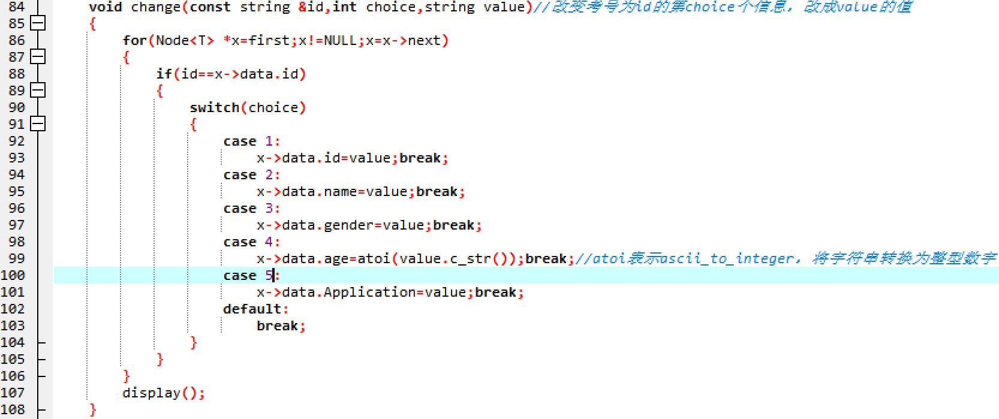 84 void change(const string &id,int choice,string value)//改变考号为id的第choice个信息，改成value的值
85 {
86 for(Node<T> *x=first;x!=NULL;x=x->next)
87 {
88 if(id==x->data.id)
89 {
90 switch(choice)
91 {
92 case 1:
93 x->data.id=value;break;
94 case 2:
95 x->data.name=value;break;
96 case 3:
97 x->data.gender=value;break;
98 case 4:
99 x->data.age=atoi(value.c_str());break;//atoi表示ascii_to_integer，将字符串转换为整型数字
100 case 5:
101 x->data.Application=value;break;
102 default:
103 break;
104 }
105 }
106 }
107 display();
108 }